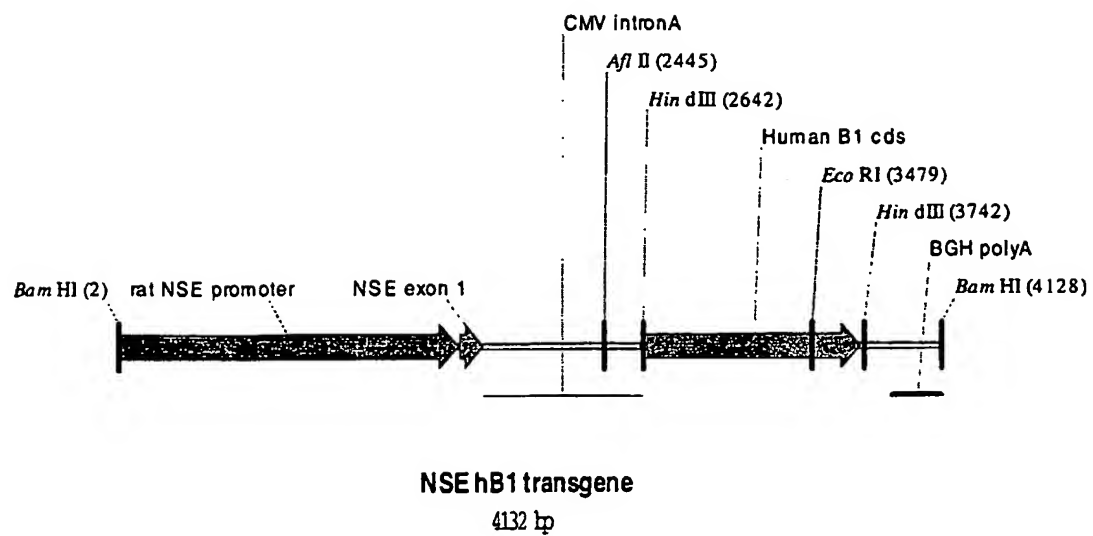 CMV intronA
Afl II (2445)
Hin dIII (2642)
Human B1 cds
Eco RI (3479)
Hin dIII (3742)
BGH polyA
Bam HI (2) rat NSE promoter NSE exon 1 Bam HI (4128)
NSE hB1 transgene
4132 bp